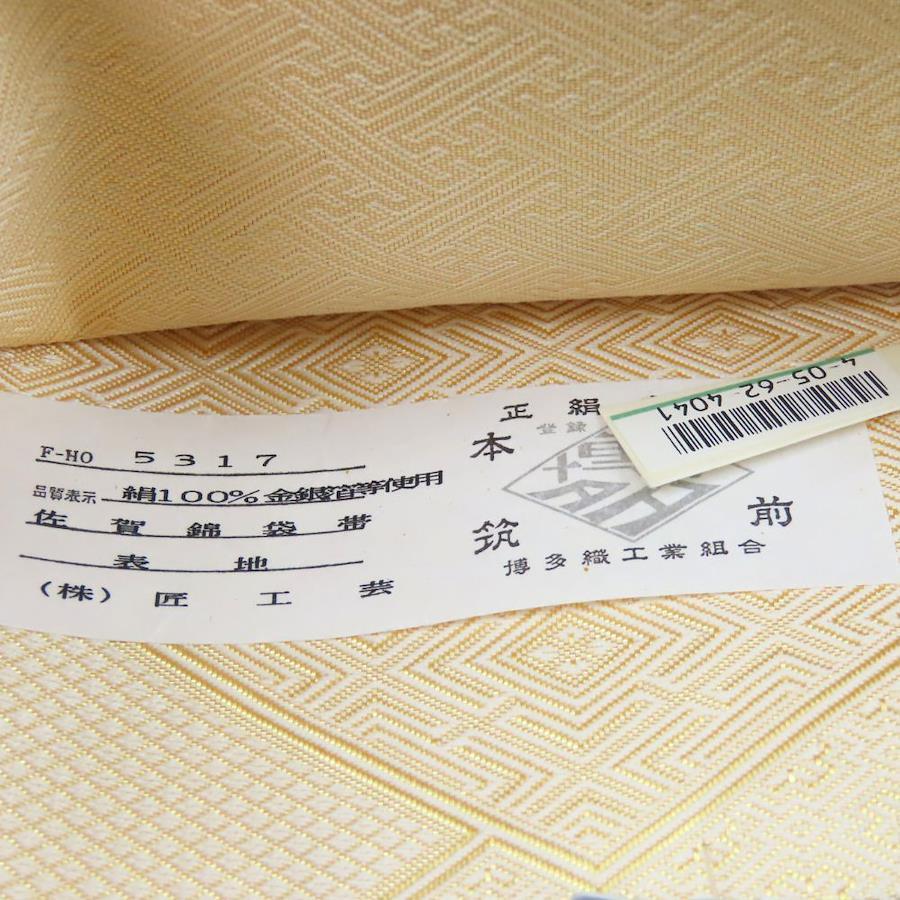 F-HO 5317
品質表示 絹100%金銀箔等使用
佐賀錦袋帯
表地
(株)匠工芸
正絹
本
登録
博
筑
前
博多織工業組合
4-05-62-4041